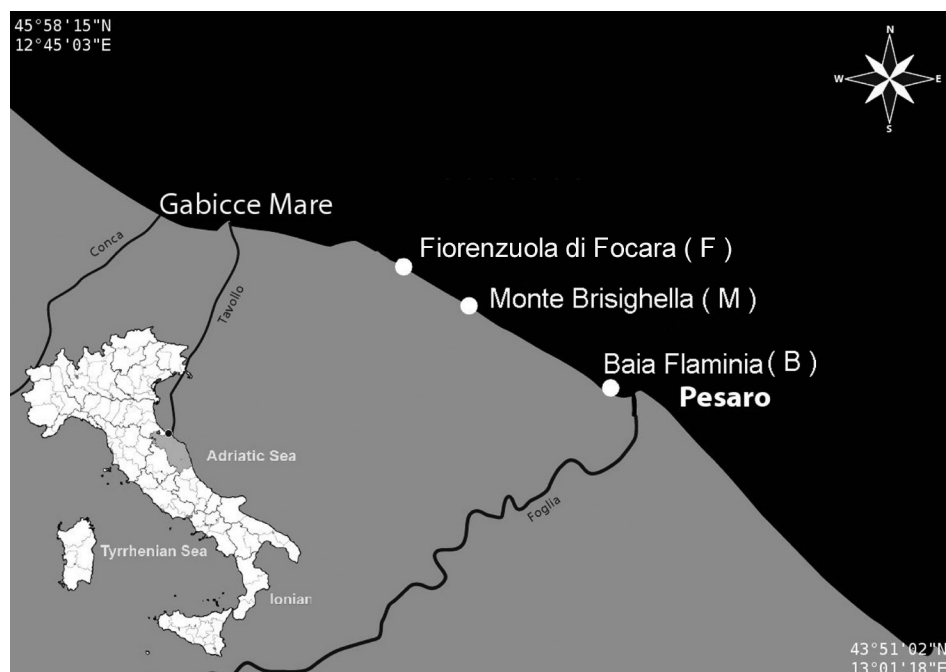 45°58'15"N
12°45'03"E
N
W E
S
Gabicce Mare
Conca
Fiorenzuola di Focara ( F )
Tavollo
Monte Brisighella ( M )
Baia Flaminia ( B )
Pesaro
Adriatic Sea
Foglia
Tyrrhenian Sea
Ionian
43°51'02"N
13°01'18"E